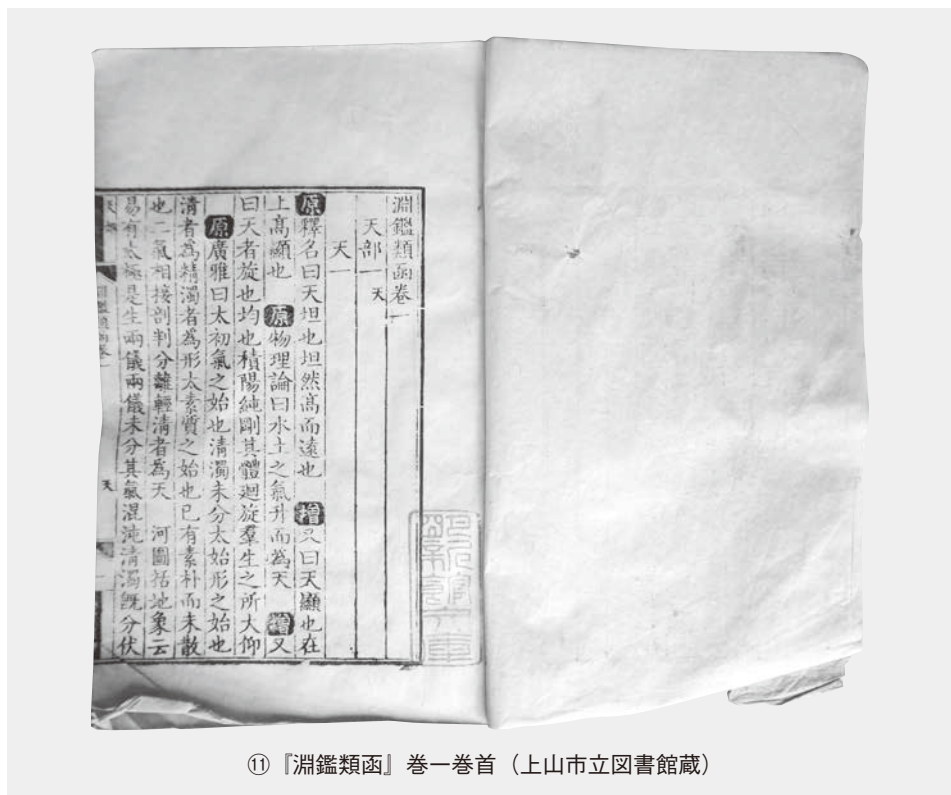 淵鑑類函卷一
天部一 天
天一
原釋名曰天坦也坦然高而遠也 增又曰天顯也在
上高顯也 原物理論曰水土之氣升而爲天 增又
曰天者旋也均也積陽純剛其體迴旋羣生之所大仰
原廣雅曰太初氣之始也清濁未分太始形之始也
清者爲精濁者爲形太素質之始也已有素朴而未散
也二氣相接剖判分離輕清者爲天 河圖括地象云
易有太極是生兩儀兩儀未分其氣混沌清濁旣分伏
⑪『淵鑑類函』巻一巻首（上山市立図書館蔵）